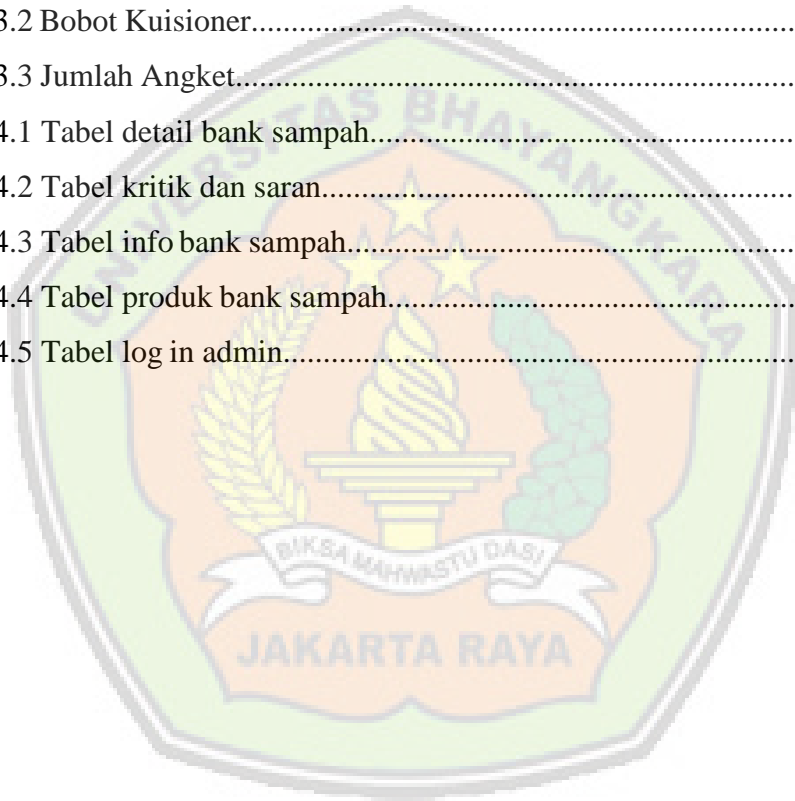 3.2 Bobot Kuisioner
3.3 Jumlah Angket
4.1 Tabel detail bank sampah
4.2 Tabel kritik dan saran
4.3 Tabel info bank sampah
4.4 Tabel produk bank sampah
4.5 Tabel log in admin
UNIVERSITAS BHAYANGKARA
BIKSA MAHWASTU DASI
JAKARTA RAYA